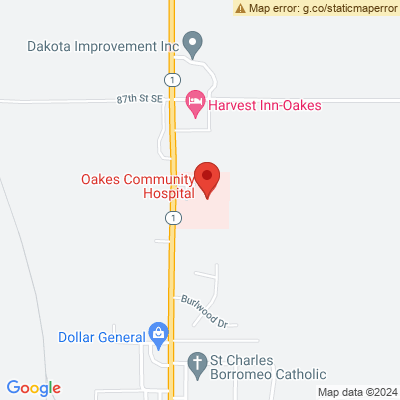 Map error: g.co/staticmaperror
Dakota Improvement Inc
1
87th St SE
Harvest Inn-Oakes
Oakes Community
Hospital
1
Burlwood Dr
Dollar General
St Charles
Borromeo Catholic
Google
Map data ©2024